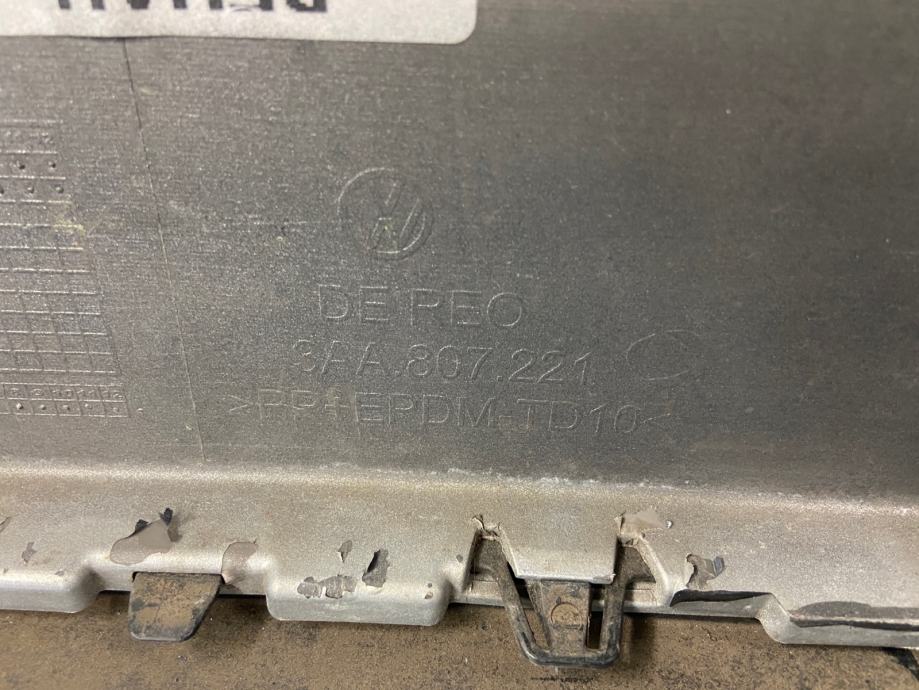 DE PEO
3AA.807.221
>PP+EPDM-TD10<